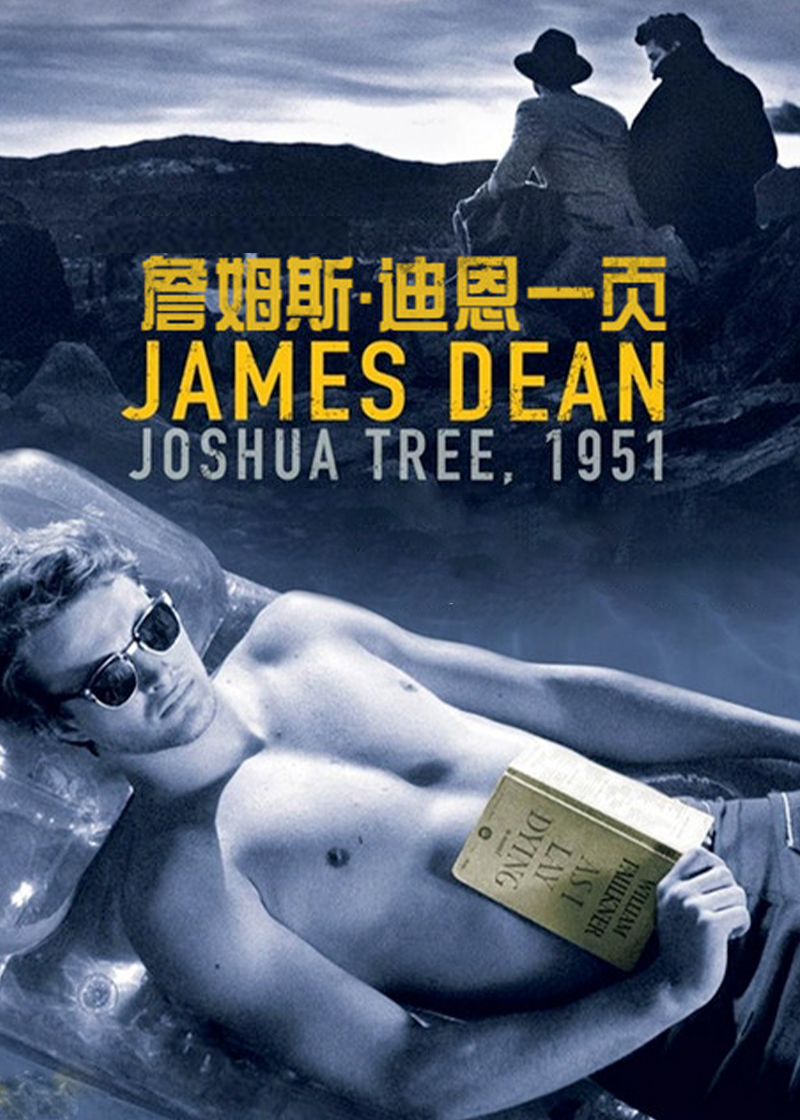 詹姆斯·迪恩一页
JAMES DEAN
JOSHUA TREE, 1951
WILLIAM
FAULKNER
AS I
LAY
DYING